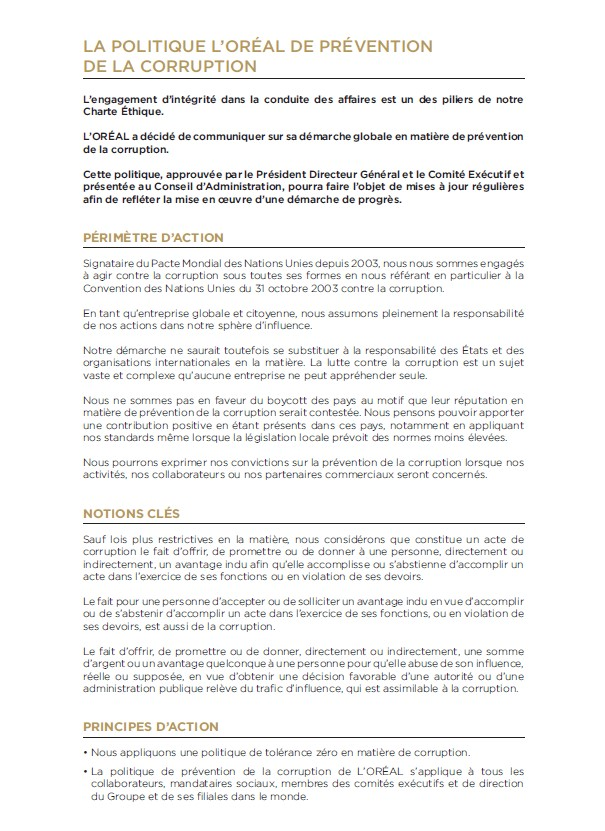 LA POLITIQUE L’ORÉAL DE PRÉVENTION
DE LA CORRUPTION
L’engagement d’intégrité dans la conduite des affaires est un des piliers de notre
Charte Éthique.
L’ORÉAL a décidé de communiquer sur sa démarche globale en matière de prévention
de la corruption.
Cette politique, approuvée par le Président Directeur Général et le Comité Exécutif et
présentée au Conseil d’Administration, pourra faire l’objet de mises à jour régulières
afin de refléter la mise en œuvre d’une démarche de progrès.
PÉRIMÈTRE D’ACTION
Signataire du Pacte Mondial des Nations Unies depuis 2003, nous nous sommes engagés
à agir contre la corruption sous toutes ses formes en nous référant en particulier à la
Convention des Nations Unies du 31 octobre 2003 contre la corruption.
En tant qu’entreprise globale et citoyenne, nous assumons pleinement la responsabilité
de nos actions dans notre sphère d’influence.
Notre démarche ne saurait toutefois se substituer à la responsabilité des États et des
organisations internationales en la matière. La lutte contre la corruption est un sujet
vaste et complexe qu’aucune entreprise ne peut appréhender seule.
Nous ne sommes pas en faveur du boycott des pays au motif que leur réputation en
matière de prévention de la corruption serait contestée. Nous pensons pouvoir apporter
une contribution positive en étant présents dans ces pays, notamment en appliquant
nos standards même lorsque la législation locale prévoit des normes moins élevées.
Nous pourrons exprimer nos convictions sur la prévention de la corruption lorsque nos
activités, nos collaborateurs ou nos partenaires commerciaux seront concernés.
NOTIONS CLÉS
Sauf lois plus restrictives en la matière, nous considérons que constitue un acte de
corruption le fait d’offrir, de promettre ou de donner à une personne, directement ou
indirectement, un avantage indu afin qu’elle accomplisse ou s’abstienne d’accomplir un
acte dans l’exercice de ses fonctions ou en violation de ses devoirs.
Le fait pour une personne d’accepter ou de solliciter un avantage indu en vue d’accomplir
ou de s’abstenir d’accomplir un acte dans l’exercice de ses fonctions, ou en violation de
ses devoirs, est aussi de la corruption.
Le fait d’offrir, de promettre ou de donner, directement ou indirectement, une somme
d’argent ou un avantage quelconque à une personne pour qu’elle abuse de son influence,
réelle ou supposée, en vue d’obtenir une décision favorable d’une autorité ou d’une
administration publique relève du trafic d’influence, qui est assimilable à la corruption.
PRINCIPES D’ACTION
• Nous appliquons une politique de tolérance zéro en matière de corruption.
• La politique de prévention de la corruption de L’ORÉAL s’applique à tous les
collaborateurs, mandataires sociaux, membres des comités exécutifs et de direction
du Groupe et de ses filiales dans le monde.